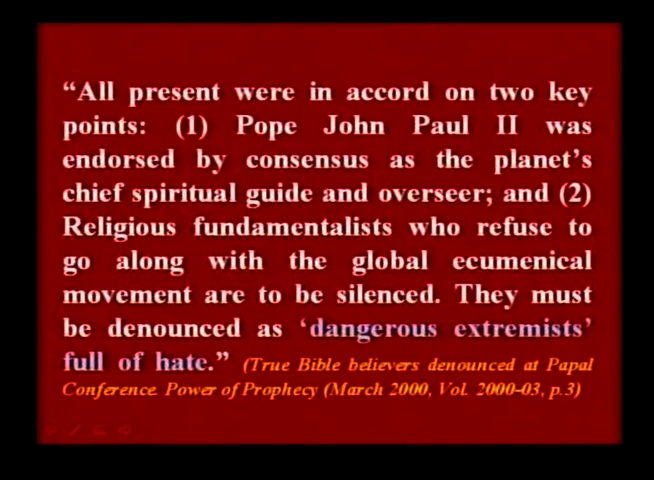 “All present were in accord on two key
points: (1) Pope John Paul II was
endorsed by consensus as the planet’s
chief spiritual guide and overseer; and (2)
Religious fundamentalists who refuse to
go along with the global ecumenical
movement are to be silenced. They must
be denounced as ‘dangerous extremists’
full of hate.” (True Bible believers denounced at Papal
Conference. Power of Prophecy (March 2000, Vol. 2000-03, p.3)